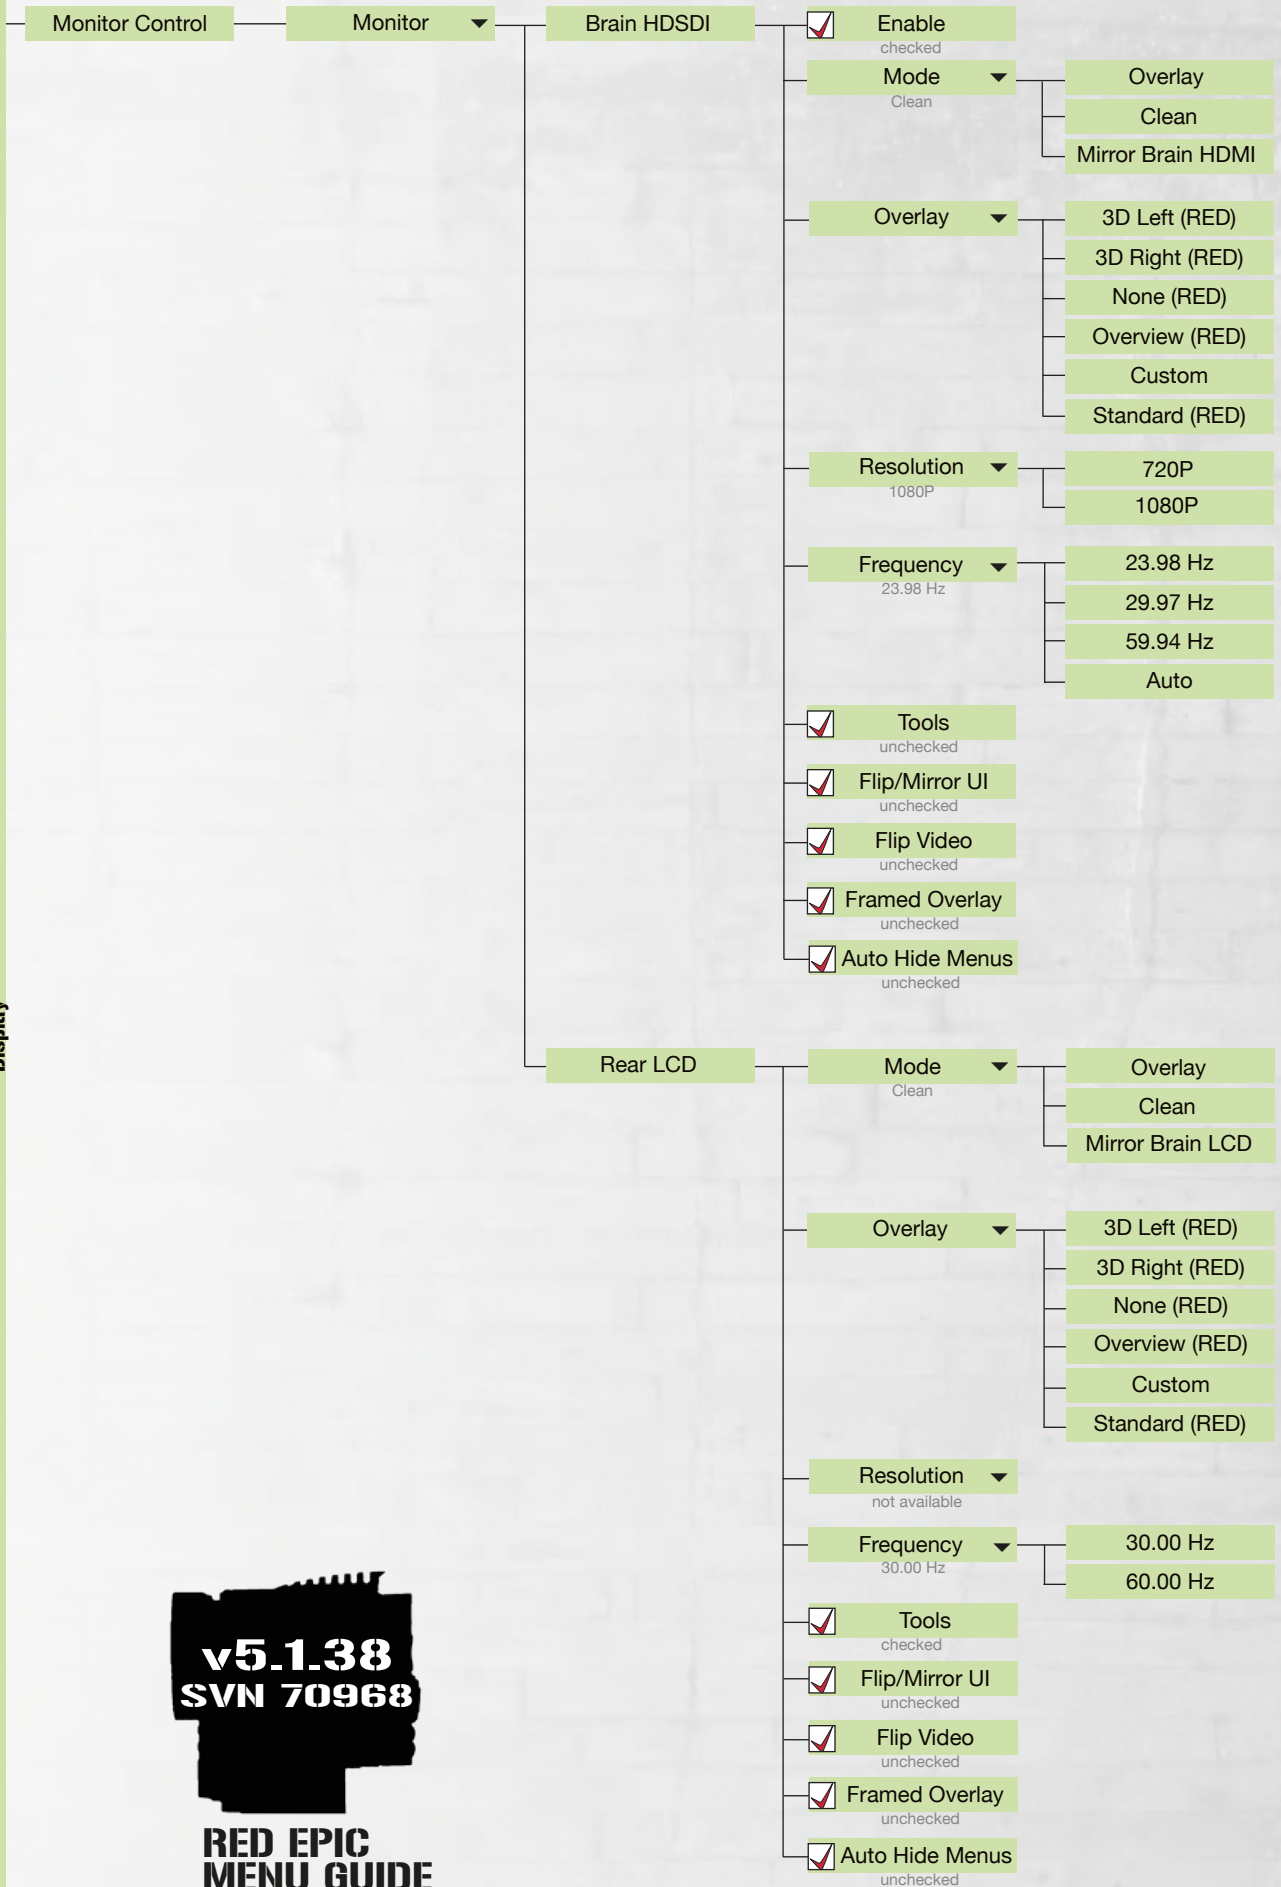 Monitor Control
Monitor
Brain HDSDI
Enable
checked
Mode
Clean
Overlay
Clean
Mirror Brain HDMI
Overlay
3D Left (RED)
3D Right (RED)
None (RED)
Overview (RED)
Custom
Standard (RED)
Resolution
1080P
720P
1080P
Frequency
23.98 Hz
23.98 Hz
29.97 Hz
59.94 Hz
Auto
Tools
unchecked
Flip/Mirror UI
unchecked
Flip Video
unchecked
Framed Overlay
unchecked
Auto Hide Menus
unchecked
Display
Rear LCD
Mode
Clean
Overlay
Clean
Mirror Brain LCD
Overlay
3D Left (RED)
3D Right (RED)
None (RED)
Overview (RED)
Custom
Standard (RED)
Resolution
not available
Frequency
30.00 Hz
30.00 Hz
60.00 Hz
Tools
checked
Flip/Mirror UI
unchecked
Flip Video
unchecked
Framed Overlay
unchecked
Auto Hide Menus
unchecked
v5.1.38
SVN 70968
RED EPIC
MENU GUIDE